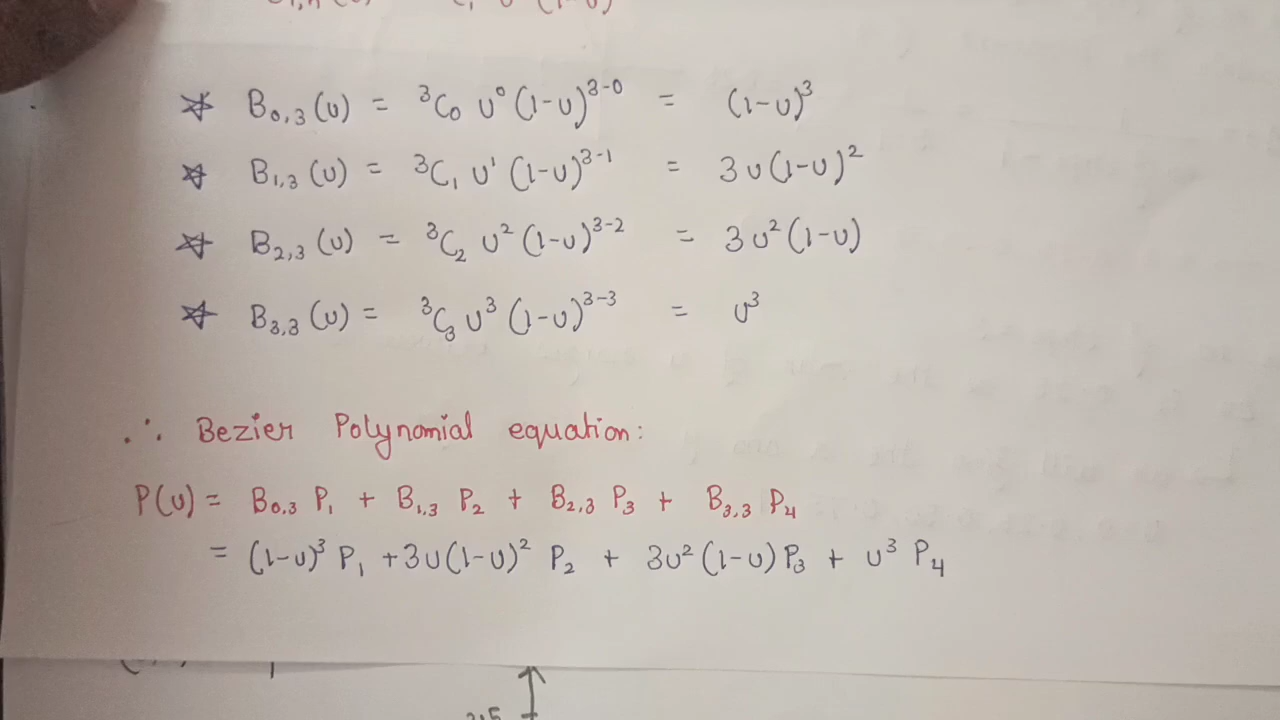 ☆ B₀,₃(u) = ³C₀ u⁰ (1-u)³⁻⁰ = (1-u)³
☆ B₁,₃(u) = ³C₁ u¹ (1-u)³⁻¹ = 3u(1-u)²
☆ B₂,₃(u) = ³C₂ u² (1-u)³⁻² = 3u²(1-u)
☆ B₃,₃(u) = ³C₃ u³ (1-u)³⁻³ = u³
∴ Bezier Polynomial equation:
P(u) = B₀,₃ P₁ + B₁,₃ P₂ + B₂,₃ P₃ + B₃,₃ P₄
= (1-u)³ P₁ + 3u(1-u)² P₂ + 3u²(1-u) P₃ + u³ P₄